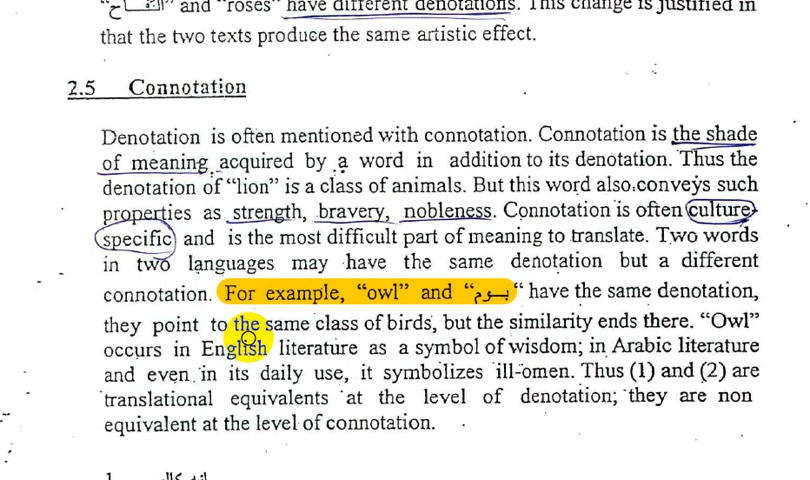 "التفاح" and "roses" have different denotations. This change is justified in
that the two texts produce the same artistic effect.
2.5 Connotation
Denotation is often mentioned with connotation. Connotation is the shade
of meaning acquired by a word in addition to its denotation. Thus the
denotation of "lion" is a class of animals. But this word also conveys such
properties as strength, bravery, nobleness. Connotation is often culture-
specific and is the most difficult part of meaning to translate. Two words
in two languages may have the same denotation but a different
connotation. For example, "owl" and "بوم" have the same denotation,
they point to the same class of birds, but the similarity ends there. "Owl"
occurs in English literature as a symbol of wisdom; in Arabic literature
and even in its daily use, it symbolizes ill-omen. Thus (1) and (2) are
translational equivalents at the level of denotation; they are non
equivalent at the level of connotation.
1